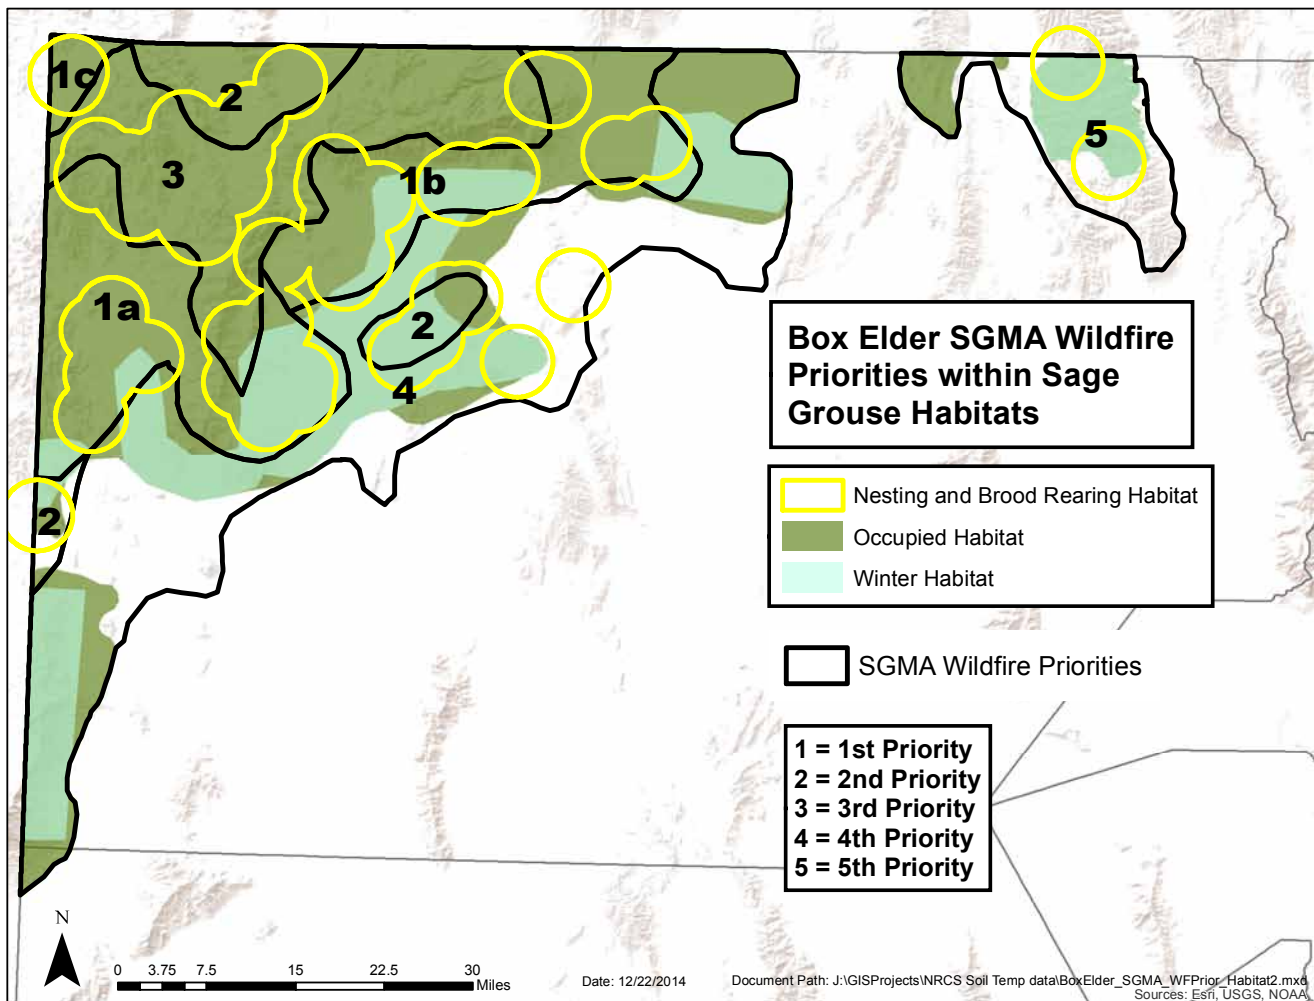 1c
2
3
1b
5
1a
2
4
2
Box Elder SGMA Wildfire
Priorities within Sage
Grouse Habitats
Nesting and Brood Rearing Habitat
Occupied Habitat
Winter Habitat
SGMA Wildfire Priorities
1 = 1st Priority
2 = 2nd Priority
3 = 3rd Priority
4 = 4th Priority
5 = 5th Priority
N
0 3.75 7.5 15 22.5 30
Miles
Date: 12/22/2014
Document Path: J:\GISProjects\NRCS Soil Temp data\BoxElder_SGMA_WFPrior_Habitat2.mxd
Sources: Esri, USGS, NOAA